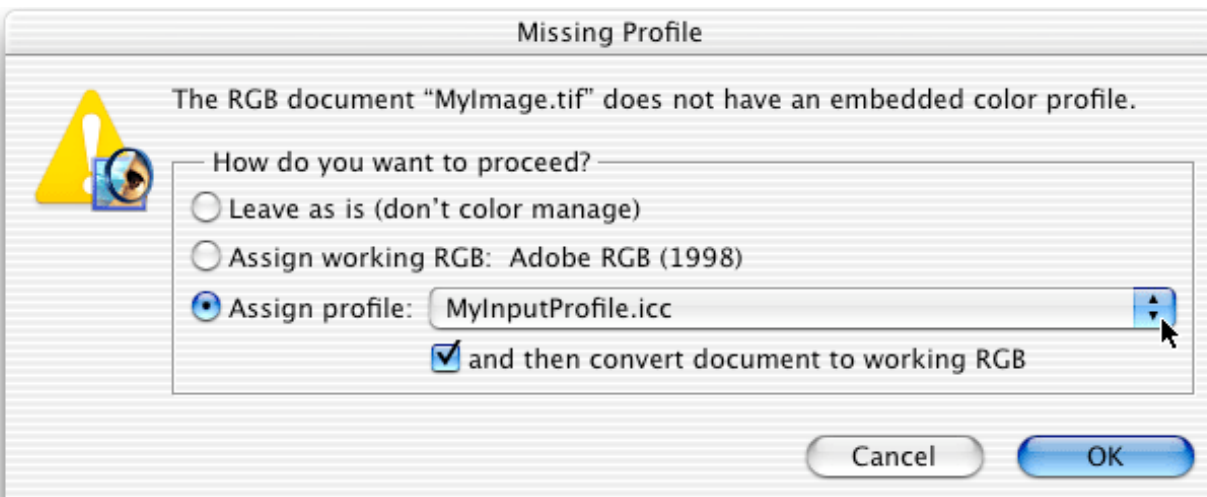 Missing Profile
The RGB document “MyImage.tif” does not have an embedded color profile.
How do you want to proceed?
Leave as is (don’t color manage)
Assign working RGB: Adobe RGB (1998)
Assign profile: MyInputProfile.icc
and then convert document to working RGB
Cancel OK